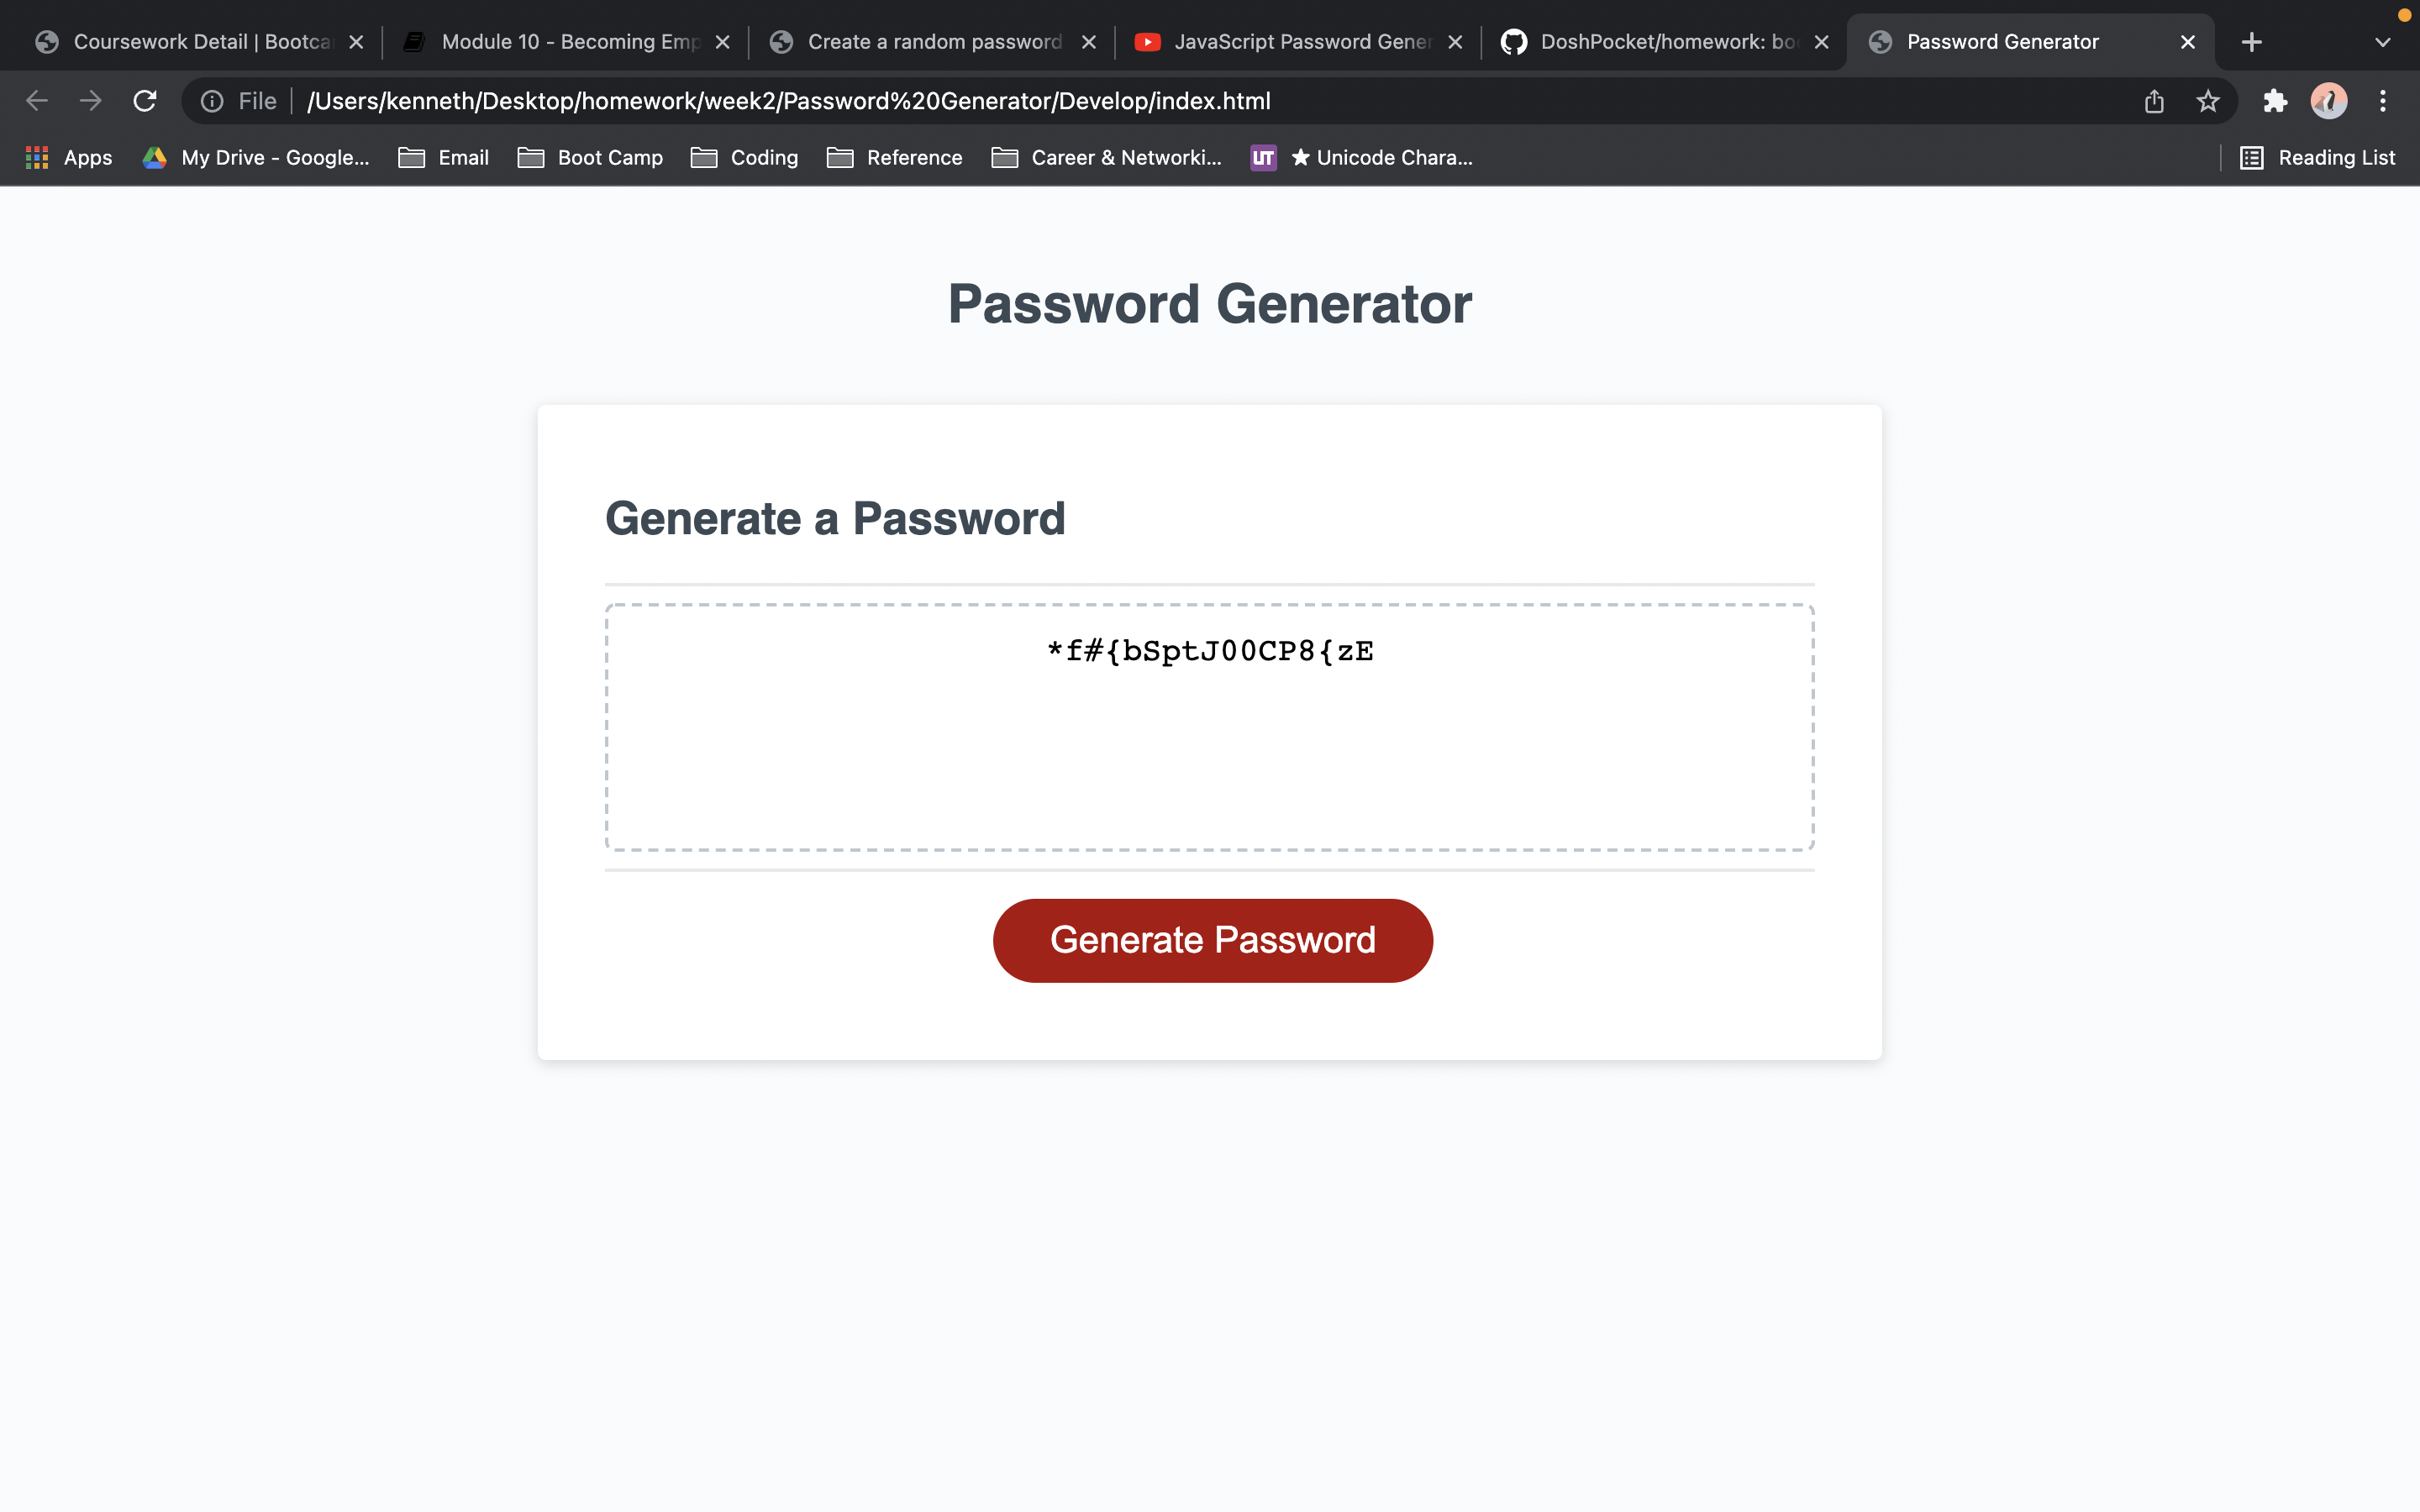 Coursework Detail | Bootca
Module 10 - Becoming Emp
Create a random password
JavaScript Password Gener
DoshPocket/homework: bo
Password Generator
File /Users/kenneth/Desktop/homework/week2/Password%20Generator/Develop/index.html
Apps My Drive - Google... Email Boot Camp Coding Reference Career & Networki... UT ★ Unicode Chara... Reading List
Password Generator
Generate a Password
*f#{bSptJ00CP8{zE
Generate Password